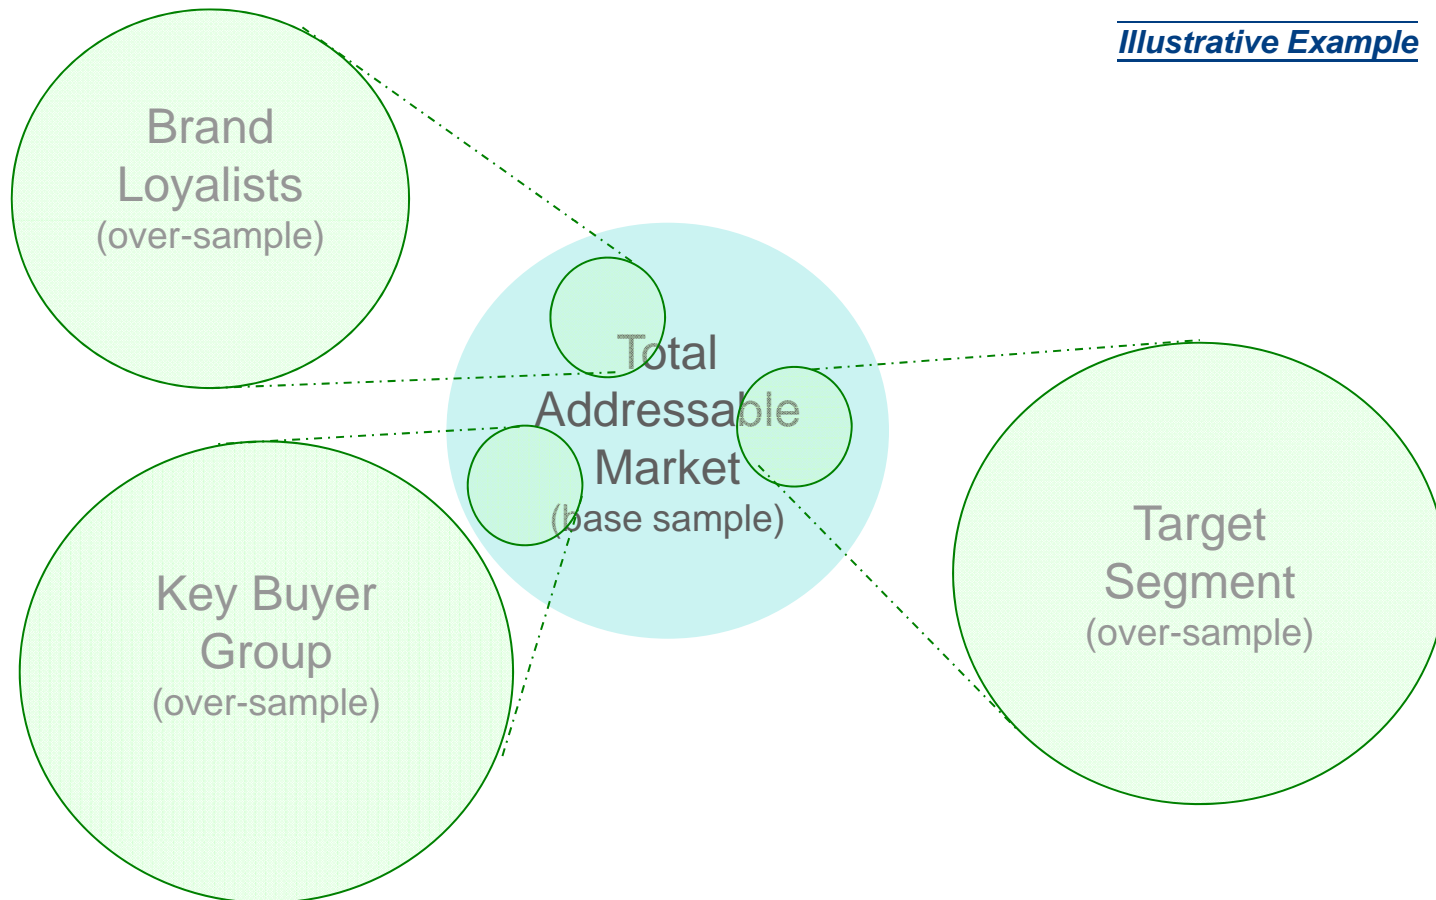 Illustrative Example
Brand
Loyalists
(over-sample)
Total
Addressable
Market
(base sample)
Key Buyer
Group
(over-sample)
Target
Segment
(over-sample)